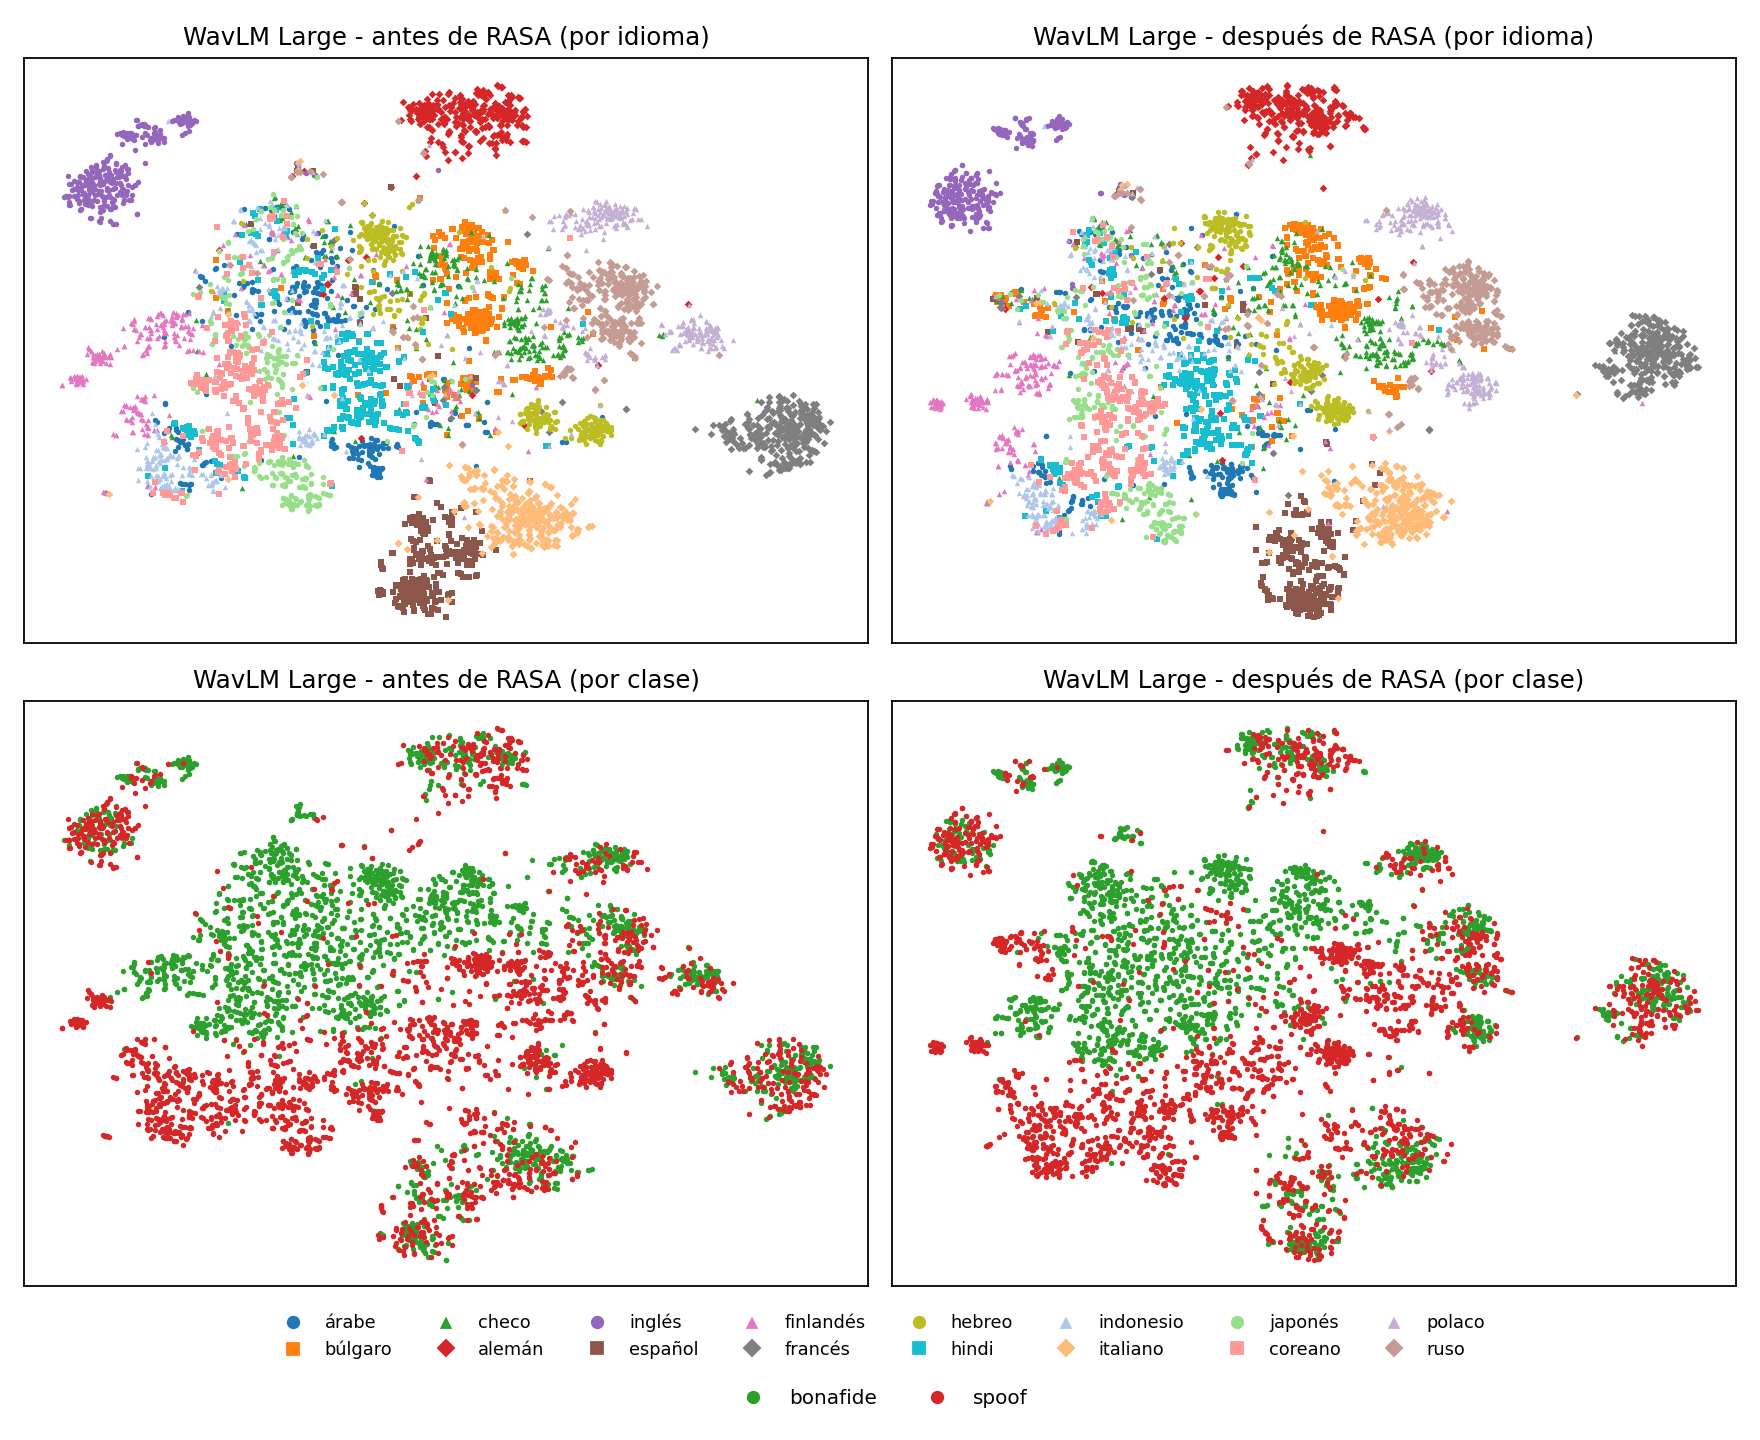 WavLM Large - antes de RASA (por idioma)
WavLM Large - después de RASA (por idioma)
WavLM Large - antes de RASA (por clase)
WavLM Large - después de RASA (por clase)
árabe checo inglés finlandés hebreo indonesio japonés polaco
búlgaro alemán español francés hindi italiano coreano ruso
bonafide spoof